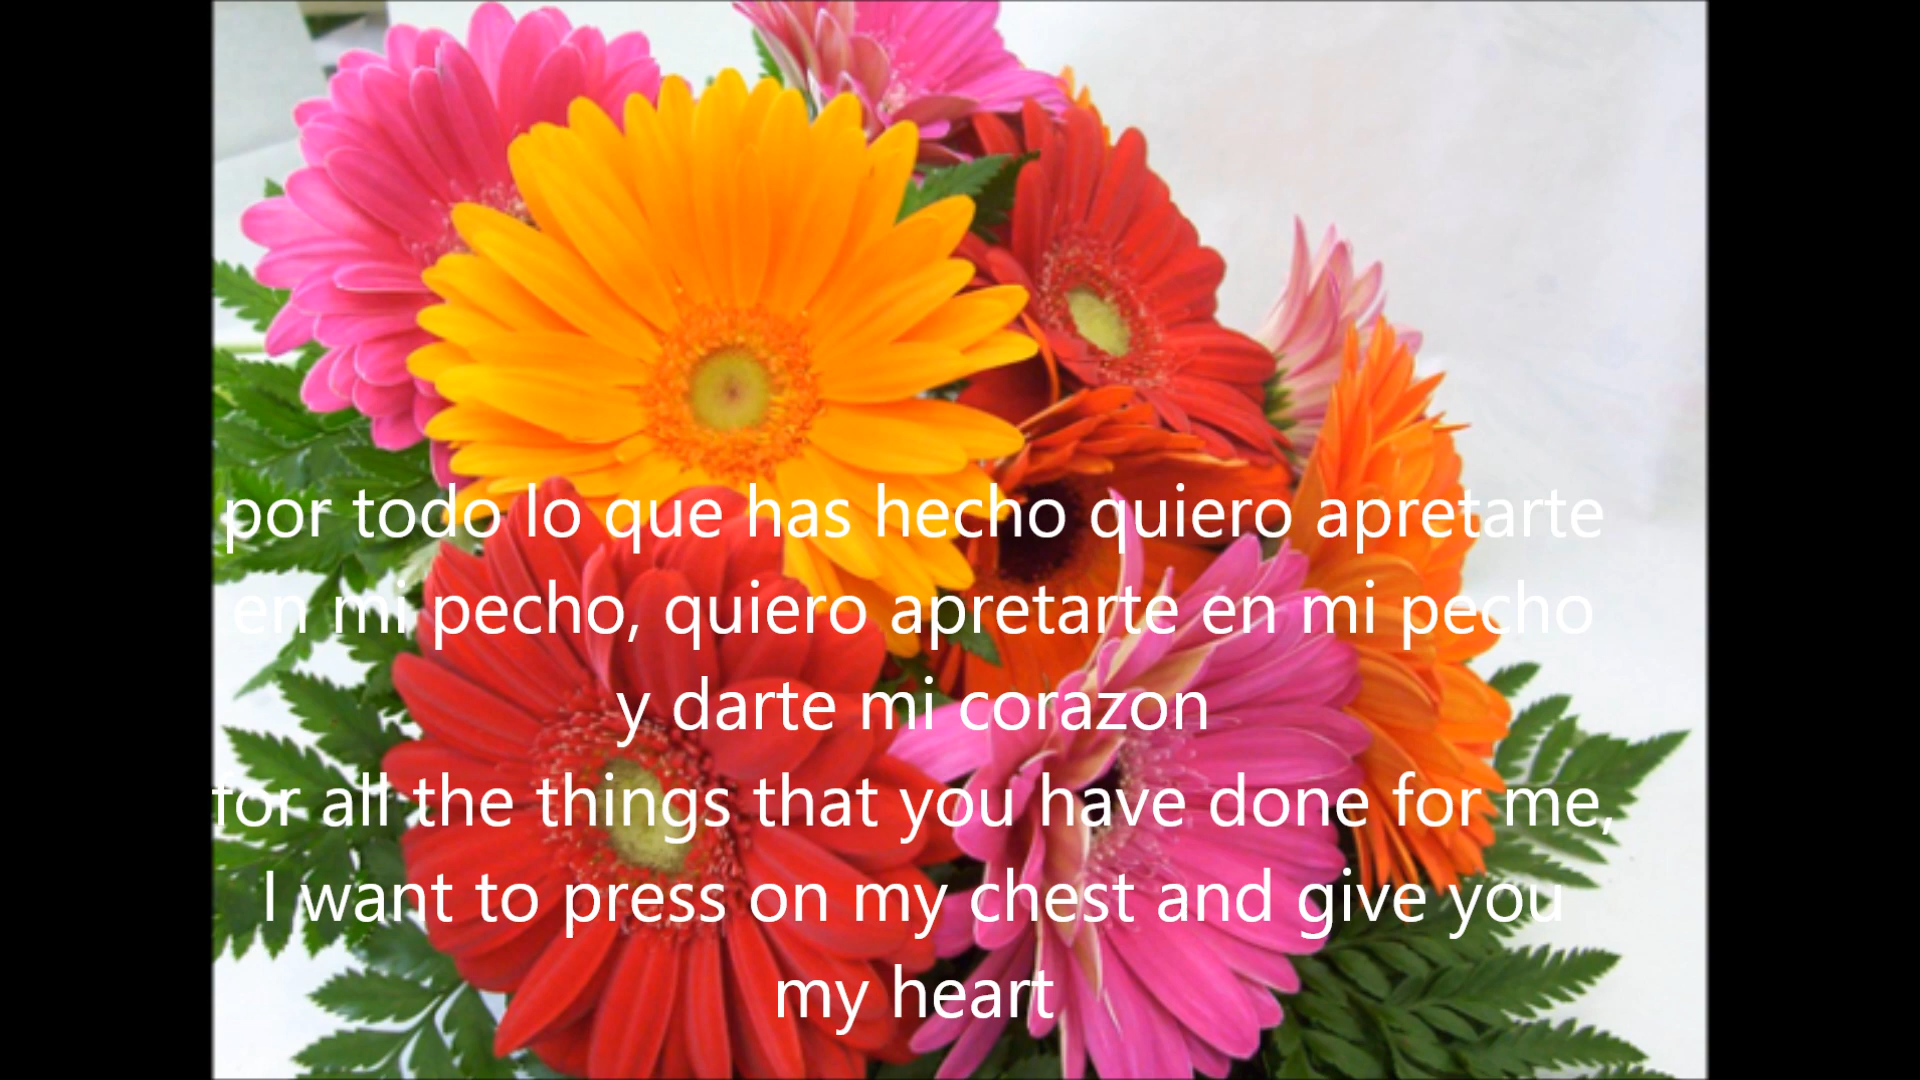 por todo lo que has hecho quiero apretarte
en mi pecho, quiero apretarte en mi pecho
y darte mi corazon
for all the things that you have done for me,
I want to press on my chest and give you
my heart